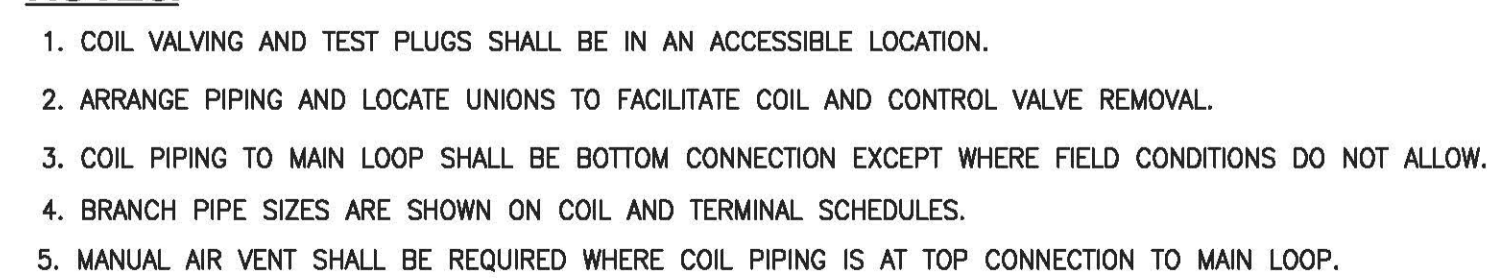 1. COIL VALVING AND TEST PLUGS SHALL BE IN AN ACCESSIBLE LOCATION.
2. ARRANGE PIPING AND LOCATE UNIONS TO FACILITATE COIL AND CONTROL VALVE REMOVAL.
3. COIL PIPING TO MAIN LOOP SHALL BE BOTTOM CONNECTION EXCEPT WHERE FIELD CONDITIONS DO NOT ALLOW.
4. BRANCH PIPE SIZES ARE SHOWN ON COIL AND TERMINAL SCHEDULES.
5. MANUAL AIR VENT SHALL BE REQUIRED WHERE COIL PIPING IS AT TOP CONNECTION TO MAIN LOOP.